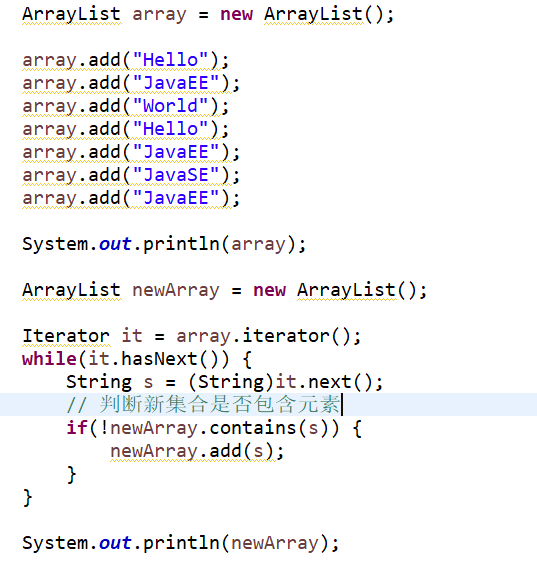 ArrayList array = new ArrayList();
array.add("Hello");
array.add("JavaEE");
array.add("World");
array.add("Hello");
array.add("JavaEE");
array.add("JavaSE");
array.add("JavaEE");
System.out.println(array);
ArrayList newArray = new ArrayList();
Iterator it = array.iterator();
while(it.hasNext()) {
    String s = (String)it.next();
    // 判断新集合是否包含元素
    if(!newArray.contains(s)) {
        newArray.add(s);
    }
}
System.out.println(newArray);